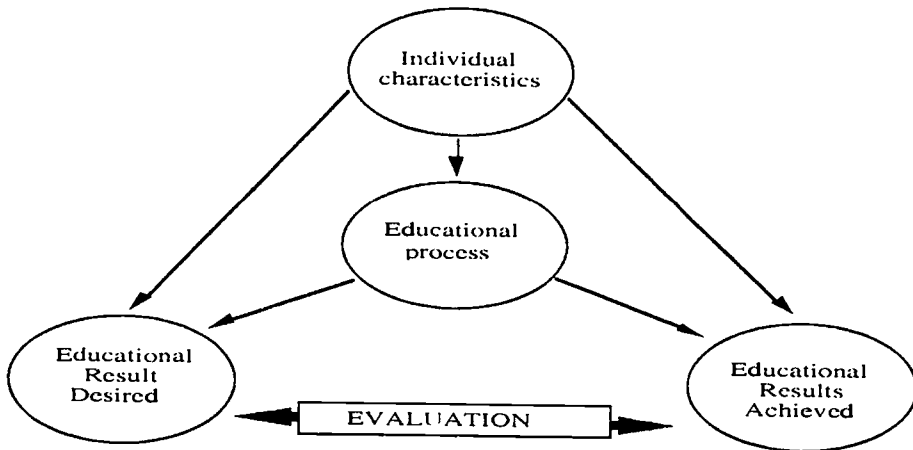 Individual
characteristics
Educational
process
Educational
Result
Desired
Educational
Results
Achieved
EVALUATION